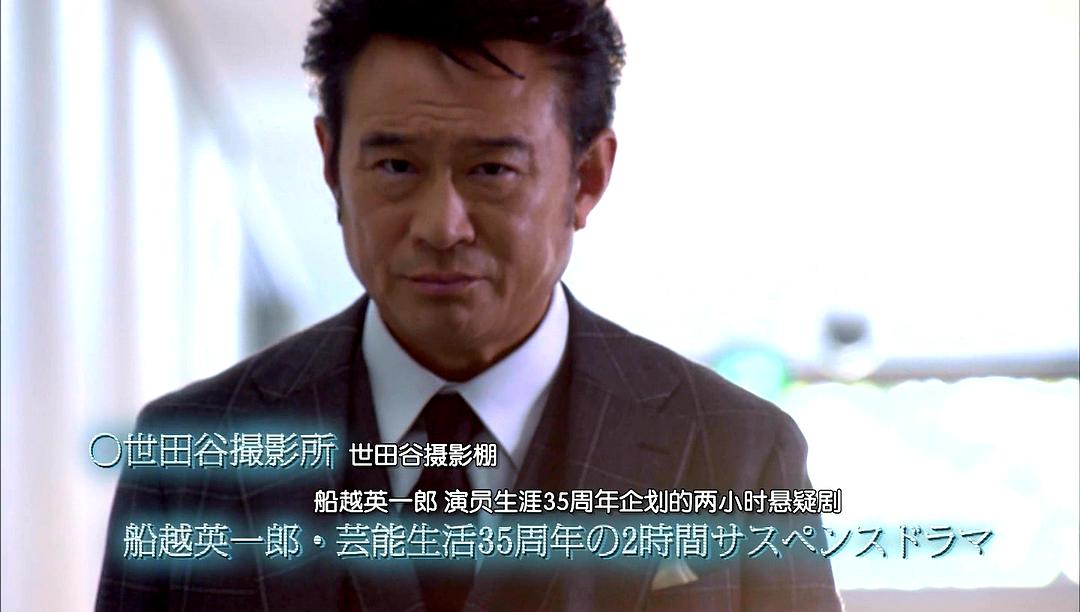 〇世田谷撮影所 世田谷摄影棚
船越英一郎 演员生涯35周年企划的两小时悬疑剧
船越英一郎・芸能生活35周年の2時間サスペンスドラマ